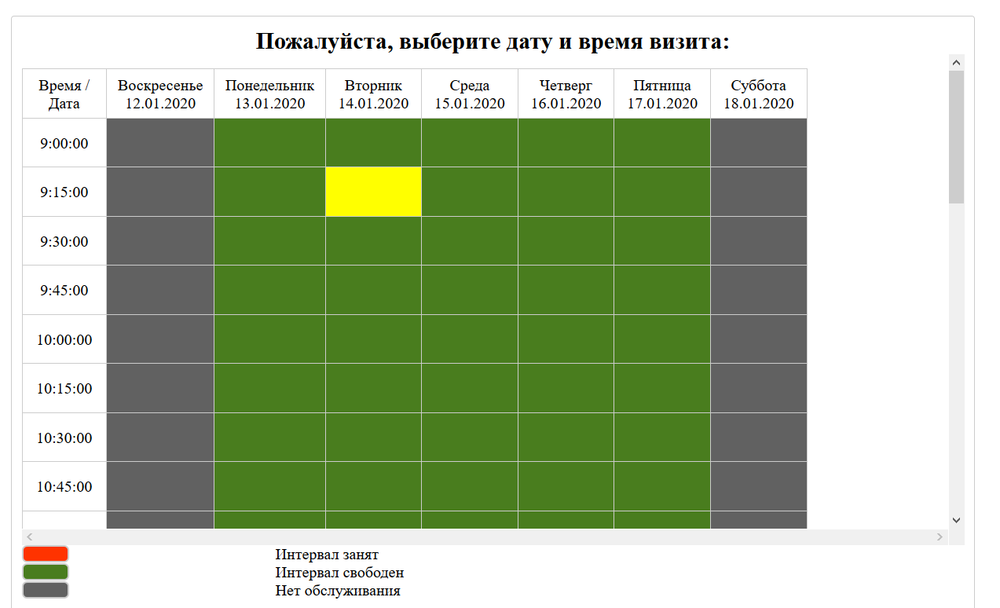 Пожалуйста, выберите дату и время визита:
Время / Воскресенье Понедельник Вторник Среда Четверг Пятница Суббота
Дата 12.01.2020 13.01.2020 14.01.2020 15.01.2020 16.01.2020 17.01.2020 18.01.2020
9:00:00
9:15:00
9:30:00
9:45:00
10:00:00
10:15:00
10:30:00
10:45:00
Интервал занят
Интервал свободен
Нет обслуживания